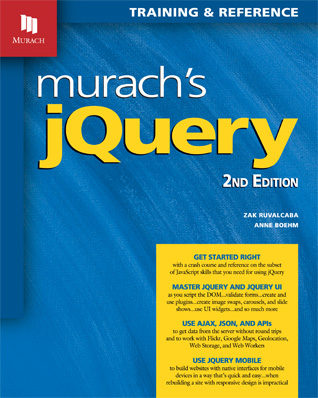 TRAINING & REFERENCE
MURACH
murach's
jQuery
2ND EDITION
ZAK RUVALCABA
ANNE BOEHM
GET STARTED RIGHT
with a crash course and reference on the subset
of JavaScript skills that you need for using jQuery
MASTER JQUERY AND JQUERY UI
as you script the DOM...validate forms...create and
use plugins...create image swaps, carousels, and slide
shows...use UI widgets...and so much more
USE AJAX, JSON, AND APIs
to get data from the server without round trips
and to work with Flickr, Google Maps, Geolocation,
Web Storage, and Web Workers
USE JQUERY MOBILE
to build websites with native interfaces for mobile
devices in a way that's quick and easy...when
rebuilding a site with responsive design is impractical